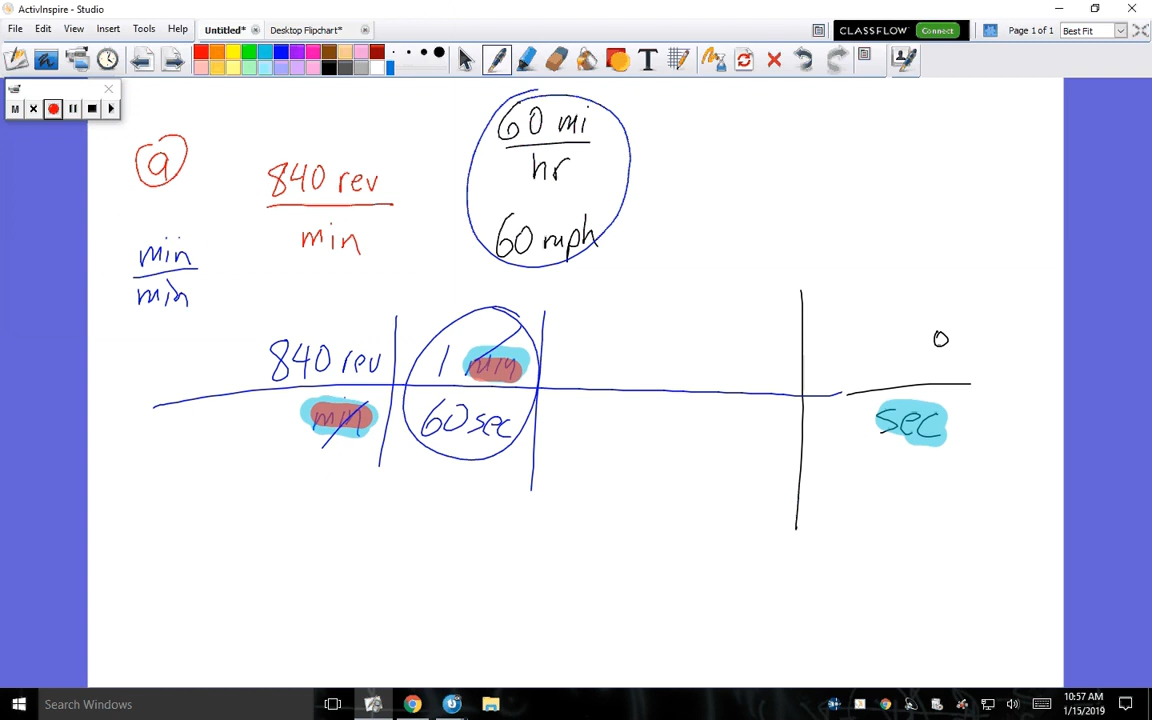 ActivInspire - Studio
File Edit View Insert Tools Help Untitled* Desktop Flipchart* CLASSFLOW Connect Page 1 of 1 Best Fit
M
a
840 rev
min
60 mi
hr
60 mph
min
min
840 rev 1 min
min 60 sec
o
sec
Search Windows
10:57 AM
1/15/2019